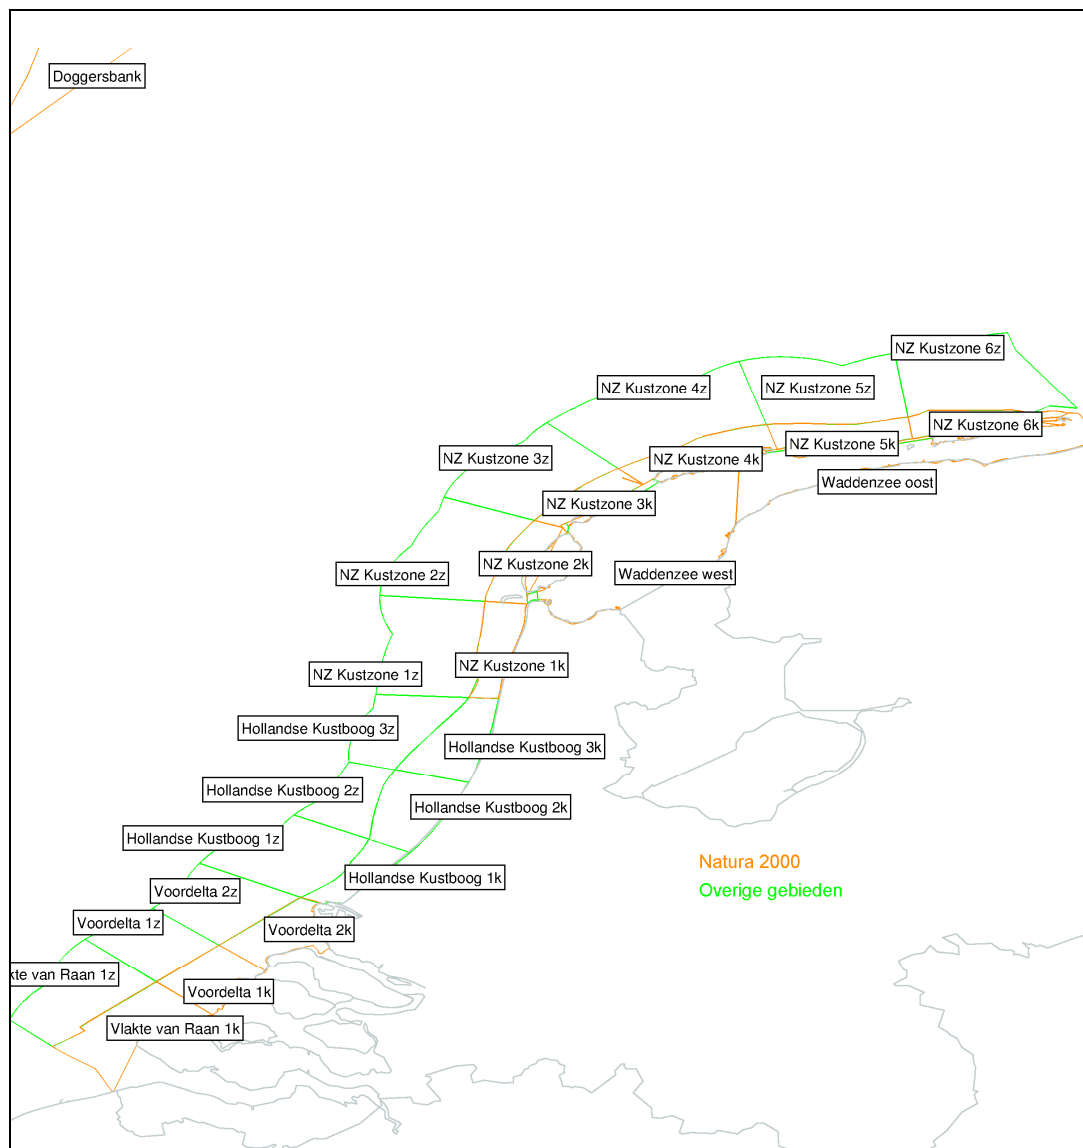 Doggersbank
NZ Kustzone 6z
NZ Kustzone 4z
NZ Kustzone 5z
NZ Kustzone 6k
NZ Kustzone 5k
NZ Kustzone 3z
NZ Kustzone 4k
Waddenzee oost
NZ Kustzone 3k
NZ Kustzone 2k
NZ Kustzone 2z
Waddenzee west
NZ Kustzone 1k
NZ Kustzone 1z
Hollandse Kustboog 3z
Hollandse Kustboog 3k
Hollandse Kustboog 2z
Hollandse Kustboog 2k
Hollandse Kustboog 1z
Natura 2000
Hollandse Kustboog 1k
Overige gebieden
Voordelta 2z
Voordelta 1z
Voordelta 2k
kte van Raan 1z
Voordelta 1k
Vlakte van Raan 1k